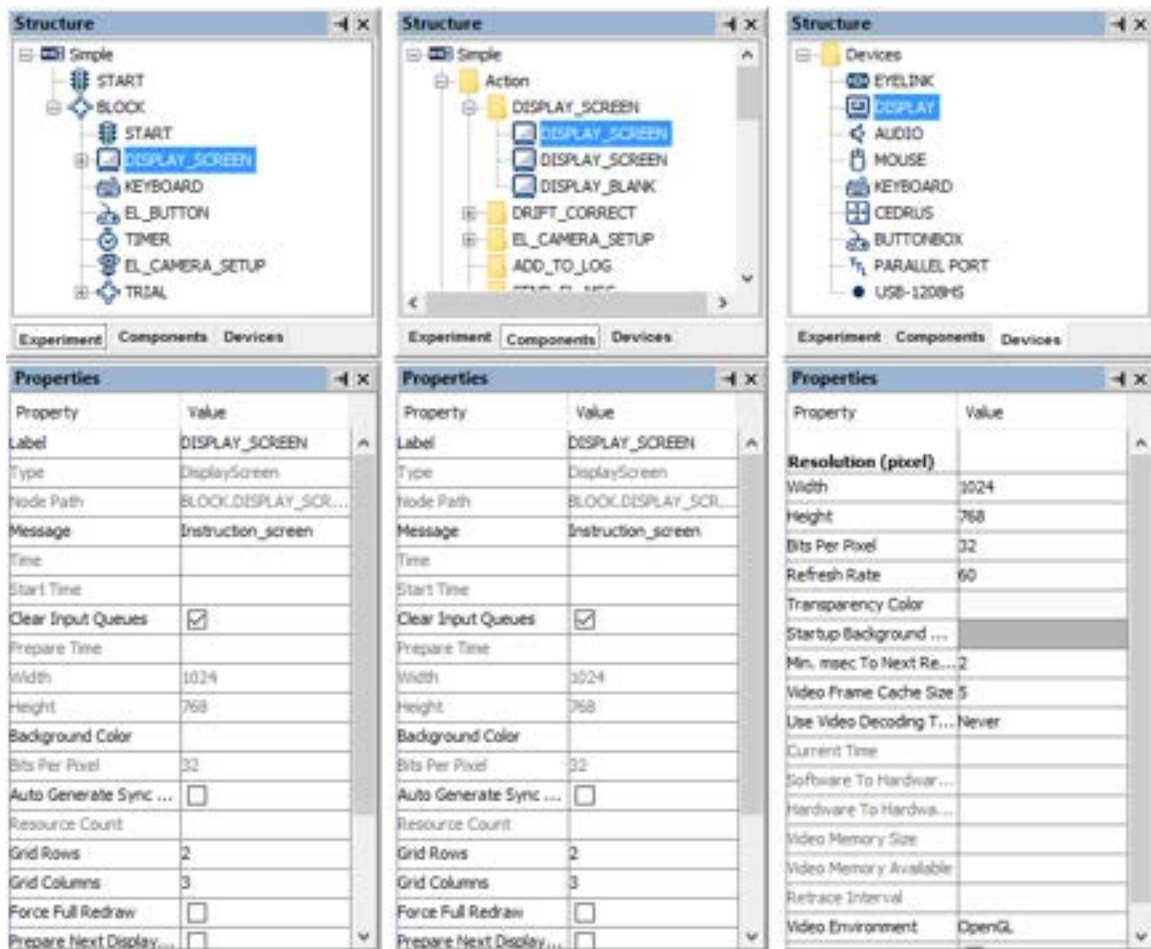 Structure
Simple
START
BLOCK
START
DISPLAY_SCREEN
KEYBOARD
EL_BUTTON
TIMER
EL_CAMERA_SETUP
TRIAL
Experiment Components Devices
Properties
Property Value
Label DISPLAY_SCREEN
Type DisplayScreen
Node Path BLOCK.DISPLAY_SCR...
Message Instruction_screen
Time
Start Time
Clear Input Queues
Prepare Time
Width 1024
Height 768
Background Color
Bits Per Pixel 32
Auto Generate Sync ...
Resource Count
Grid Rows 2
Grid Columns 3
Force Full Redraw
Prepare Next Display...
Structure
Simple
Action
DISPLAY_SCREEN
DISPLAY_SCREEN
DISPLAY_SCREEN
DISPLAY_BLANK
DRIFT_CORRECT
EL_CAMERA_SETUP
ADD_TO_LOG
Experiment Components Devices
Properties
Property Value
Label DISPLAY_SCREEN
Type DisplayScreen
Node Path BLOCK.DISPLAY_SCR...
Message Instruction_screen
Time
Start Time
Clear Input Queues
Prepare Time
Width 1024
Height 768
Background Color
Bits Per Pixel 32
Auto Generate Sync ...
Resource Count
Grid Rows 2
Grid Columns 3
Force Full Redraw
Prepare Next Display...
Structure
Devices
EYELINK
DISPLAY
AUDIO
MOUSE
KEYBOARD
CEDRUS
BUTTONBOX
TTL PARALLEL PORT
USB-1208HS
Experiment Components Devices
Properties
Property Value
Resolution (pixel)
Width 1024
Height 768
Bits Per Pixel 32
Refresh Rate 60
Transparency Color
Startup Background ...
Min. msec To Next Re... 2
Video Frame Cache Size 5
Use Video Decoding T... Never
Current Time
Software To Hardwar...
Hardware To Hardwa...
Video Memory Size
Video Memory Available
Retrace Interval
Video Environment OpenGL